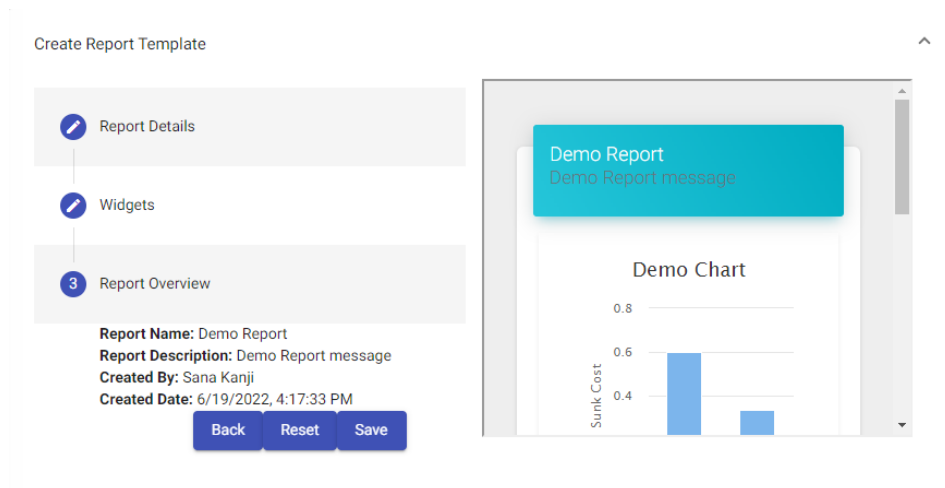 Create Report Template
Report Details
Widgets
3 Report Overview
Report Name: Demo Report
Report Description: Demo Report message
Created By: Sana Kanji
Created Date: 6/19/2022, 4:17:33 PM
Back Reset Save
Demo Report
Demo Report message
Demo Chart
0.8
0.6
0.4
Sunk Cost